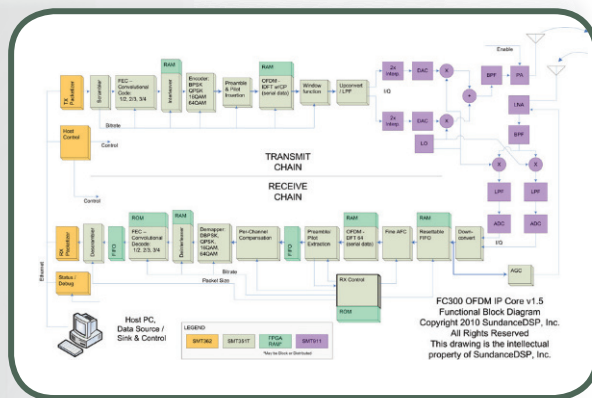 RAM
RAM
TX
Packetizer
Scrambler
FEC –
Convolutional
Code:
1/2, 2/3, 3/4
Interleaver
Encoder:
BPSK
QPSK
16QAM
64QAM
Preamble
& Pilot
Insertion
OFDM -
IDFT w/CP
(serial data)
Window
function
Upconvert
/ LPF
I/Q
2x
Interp.
DAC
X
2x
Interp.
DAC
X
+
LO
BPF
Enable
PA
LNA
BPF
X
X
LPF
LPF
ADC
ADC
I/Q
Bitrate
Host
Control
Control
TRANSMIT
CHAIN
RECEIVE
CHAIN
Control
Ethernet
ROM
RAM
RAM
RX
Packetizer
Descrambler
FIFO
FEC –
Convolutional
Decode:
1/2, 2/3, 3/4
Deinterleaver
Demapper
DBPSK,
QPSK,
16QAM,
64QAM
Per-Channel
Compensation
FIFO
Preamble/
Pilot
Extraction
OFDM -
DFT 64
(serial data)
Fine AFC
Resettable
FIFO
Down-
convert
Bitrate
Packet Size
Status /
Debug
RX Control
ROM
AGC
Host PC,
Data Source /
Sink & Control
LEGEND
SMT362
SMT351T
FPGA
RAM*
SMT911
*May be Block or Distributed
FC300 OFDM IP Core v1.5
Functional Block Diagram
Copyright 2010 SundanceDSP, Inc.
All Rights Reserved
This drawing is the intellectual
property of SundanceDSP, Inc.